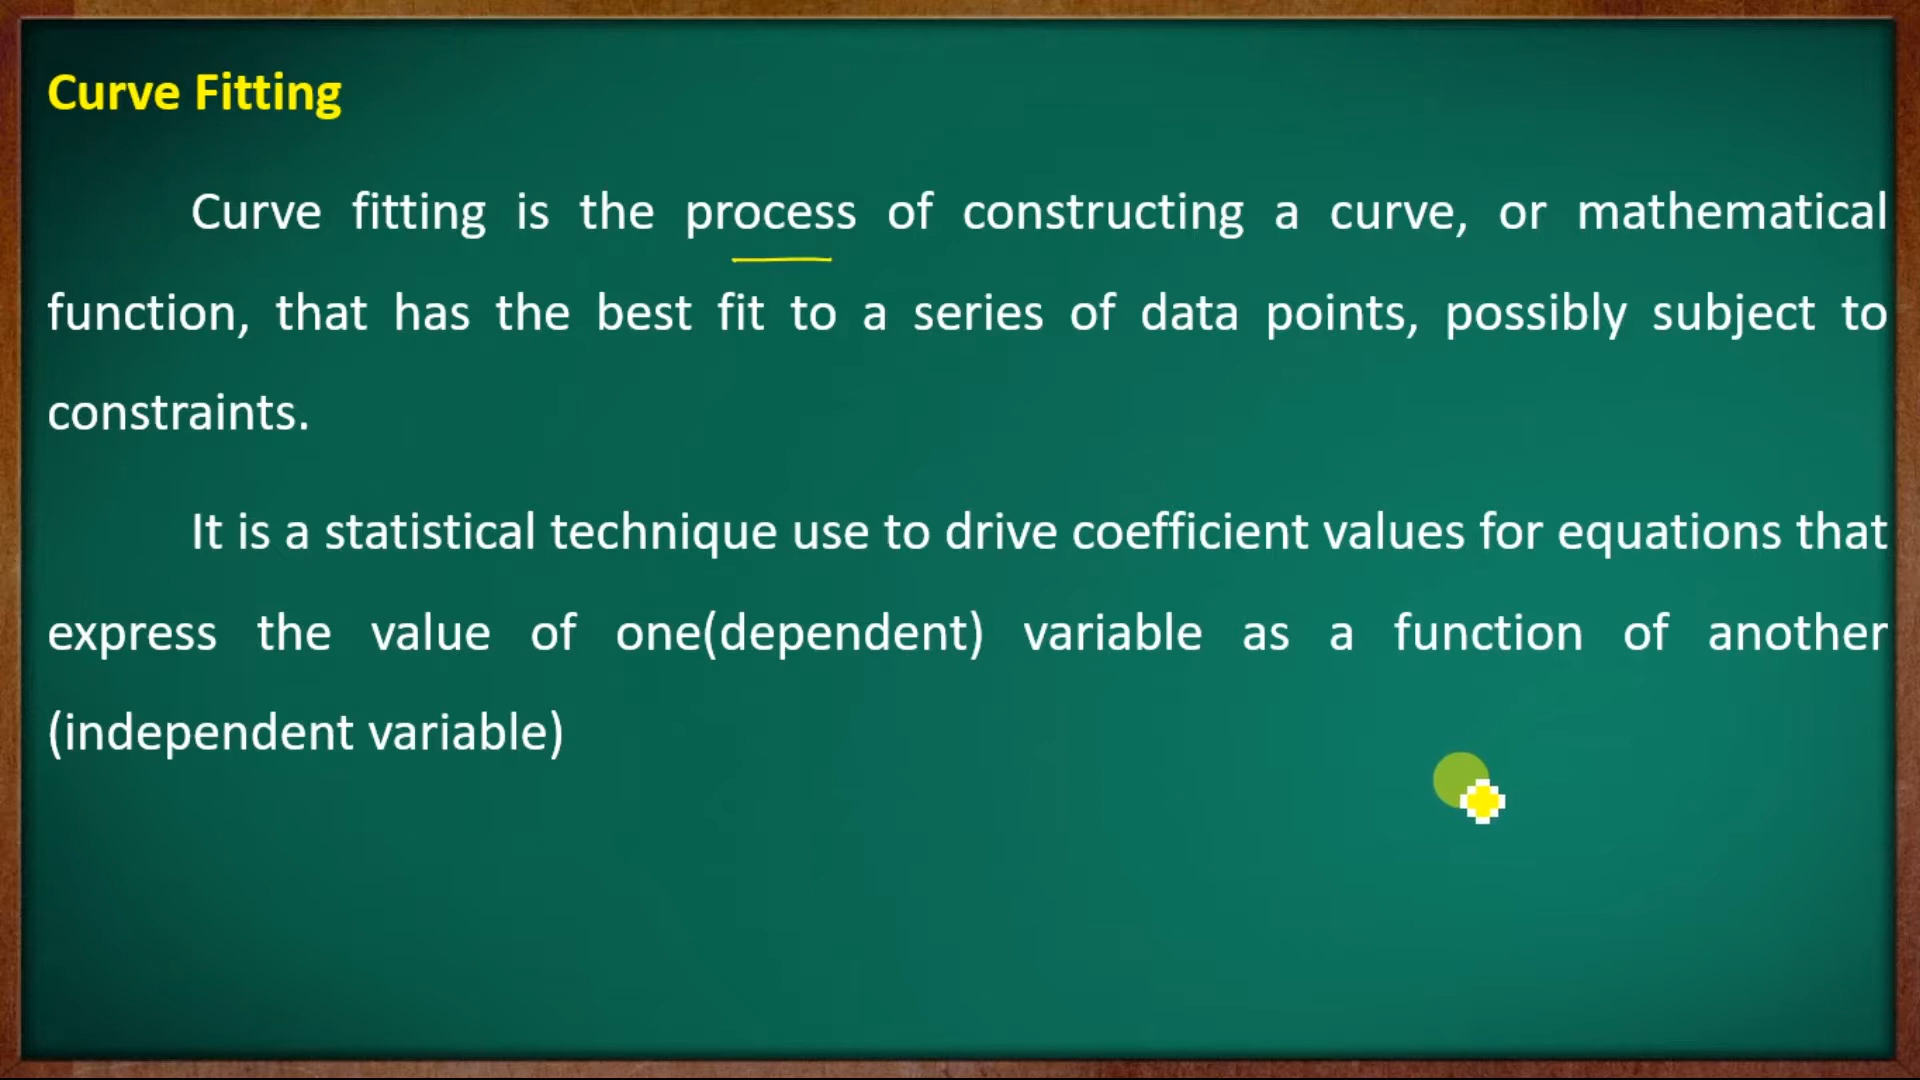 Curve Fitting
Curve fitting is the process of constructing a curve, or mathematical
function, that has the best fit to a series of data points, possibly subject to
constraints.
It is a statistical technique use to drive coefficient values for equations that
express the value of one(dependent) variable as a function of another
(independent variable)